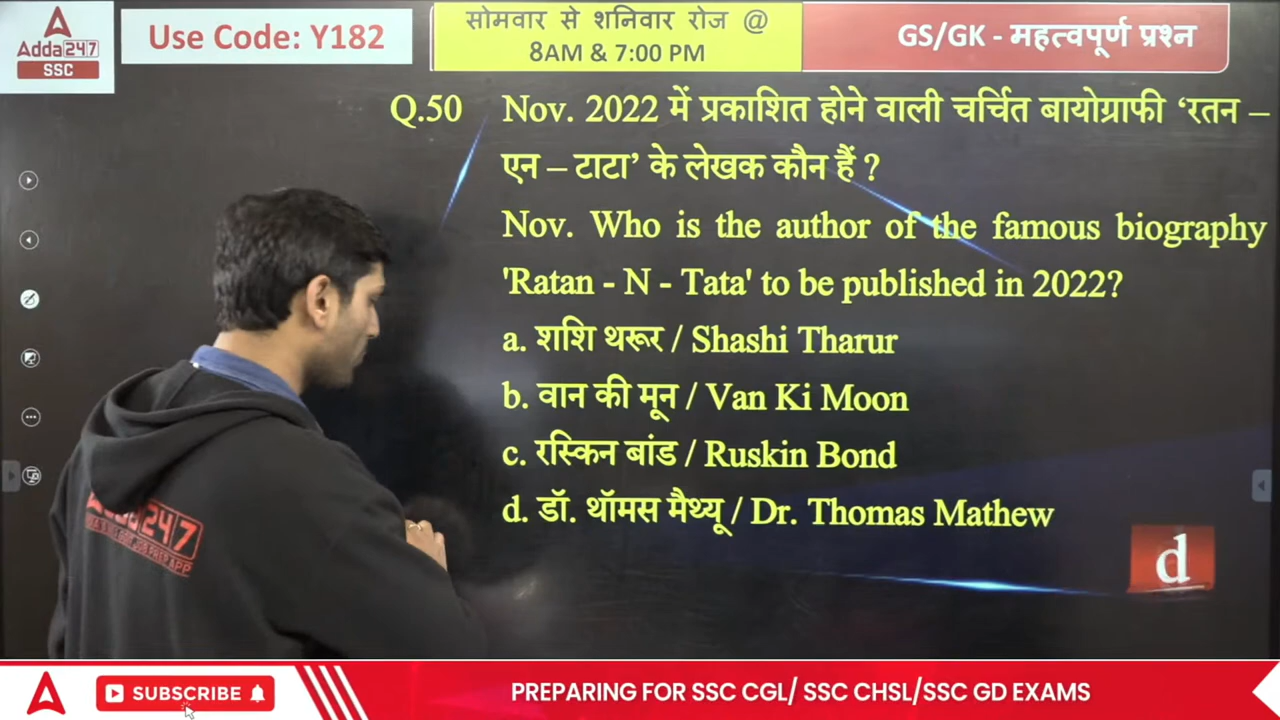 Adda247
SSC
Use Code: Y182
सोमवार से शनिवार रोज @
8AM & 7:00 PM
GS/GK - महत्वपूर्ण प्रश्न
Q.50 Nov. 2022 में प्रकाशित होने वाली चर्चित बायोग्राफी ‘रतन –
एन – टाटा’ के लेखक कौन हैं ?
Nov. Who is the author of the famous biography
'Ratan - N - Tata' to be published in 2022?
a. शशि थरूर / Shashi Tharur
b. वान की मून / Van Ki Moon
c. रस्किन बांड / Ruskin Bond
d. डॉ. थॉमस मैथ्यू / Dr. Thomas Mathew
d
247
SUBSCRIBE
PREPARING FOR SSC CGL/ SSC CHSL/SSC GD EXAMS